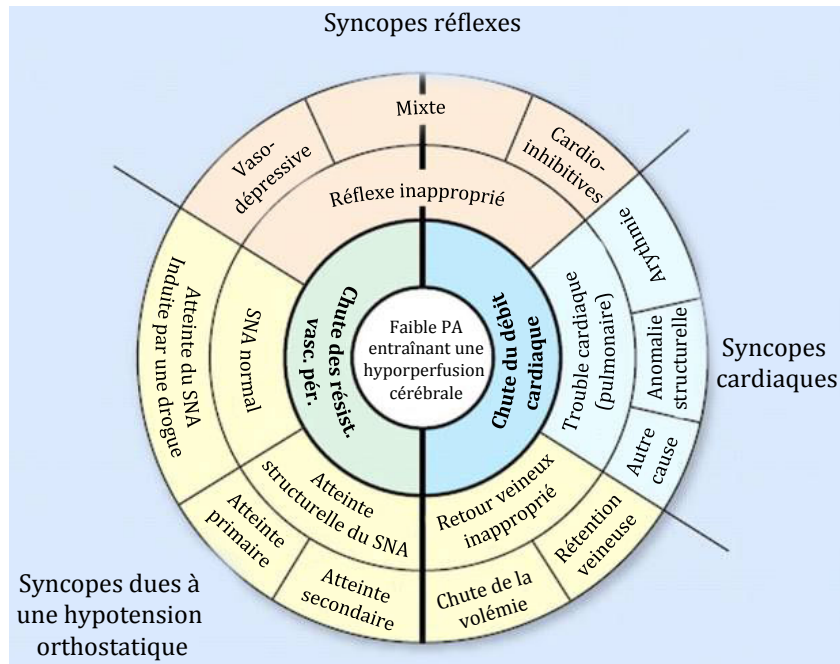 Syncopes réflexes
Mixte
Vaso-
dépressive
Cardio-
inhibitives
Réflexe inapproprié
Arythmie
Anomalie
structurelle
Autre
cause
Trouble cardiaque
(pulmonaire)
Syncopes
cardiaques
Chute des résist.
vasc. pér.
Faible PA
entraînant une
hyporperfusion
cérébrale
Chute du débit
cardiaque
SNA normal
Atteinte du SNA
Induite par une drogue
Atteinte
structurelle du SNA
Retour veineux
inapproprié
Atteinte
primaire
Atteinte
secondaire
Chute de la
volémie
Rétention
veineuse
Syncopes dues à
une hypotension
orthostatique